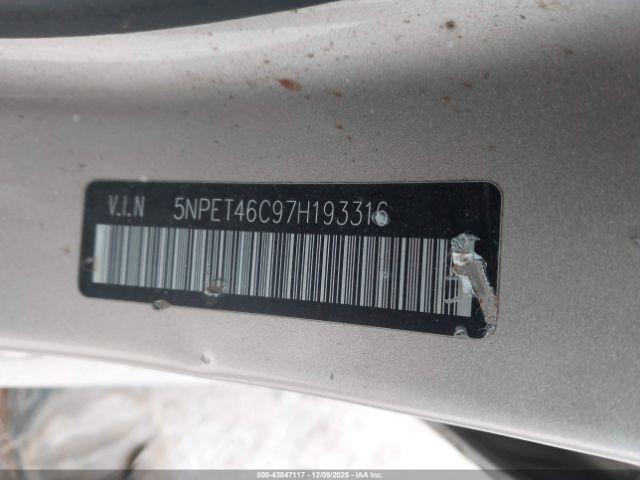 V.I.N 5NPET46C97H193316
000-43847117 - 12/09/2025 - IAA Inc.